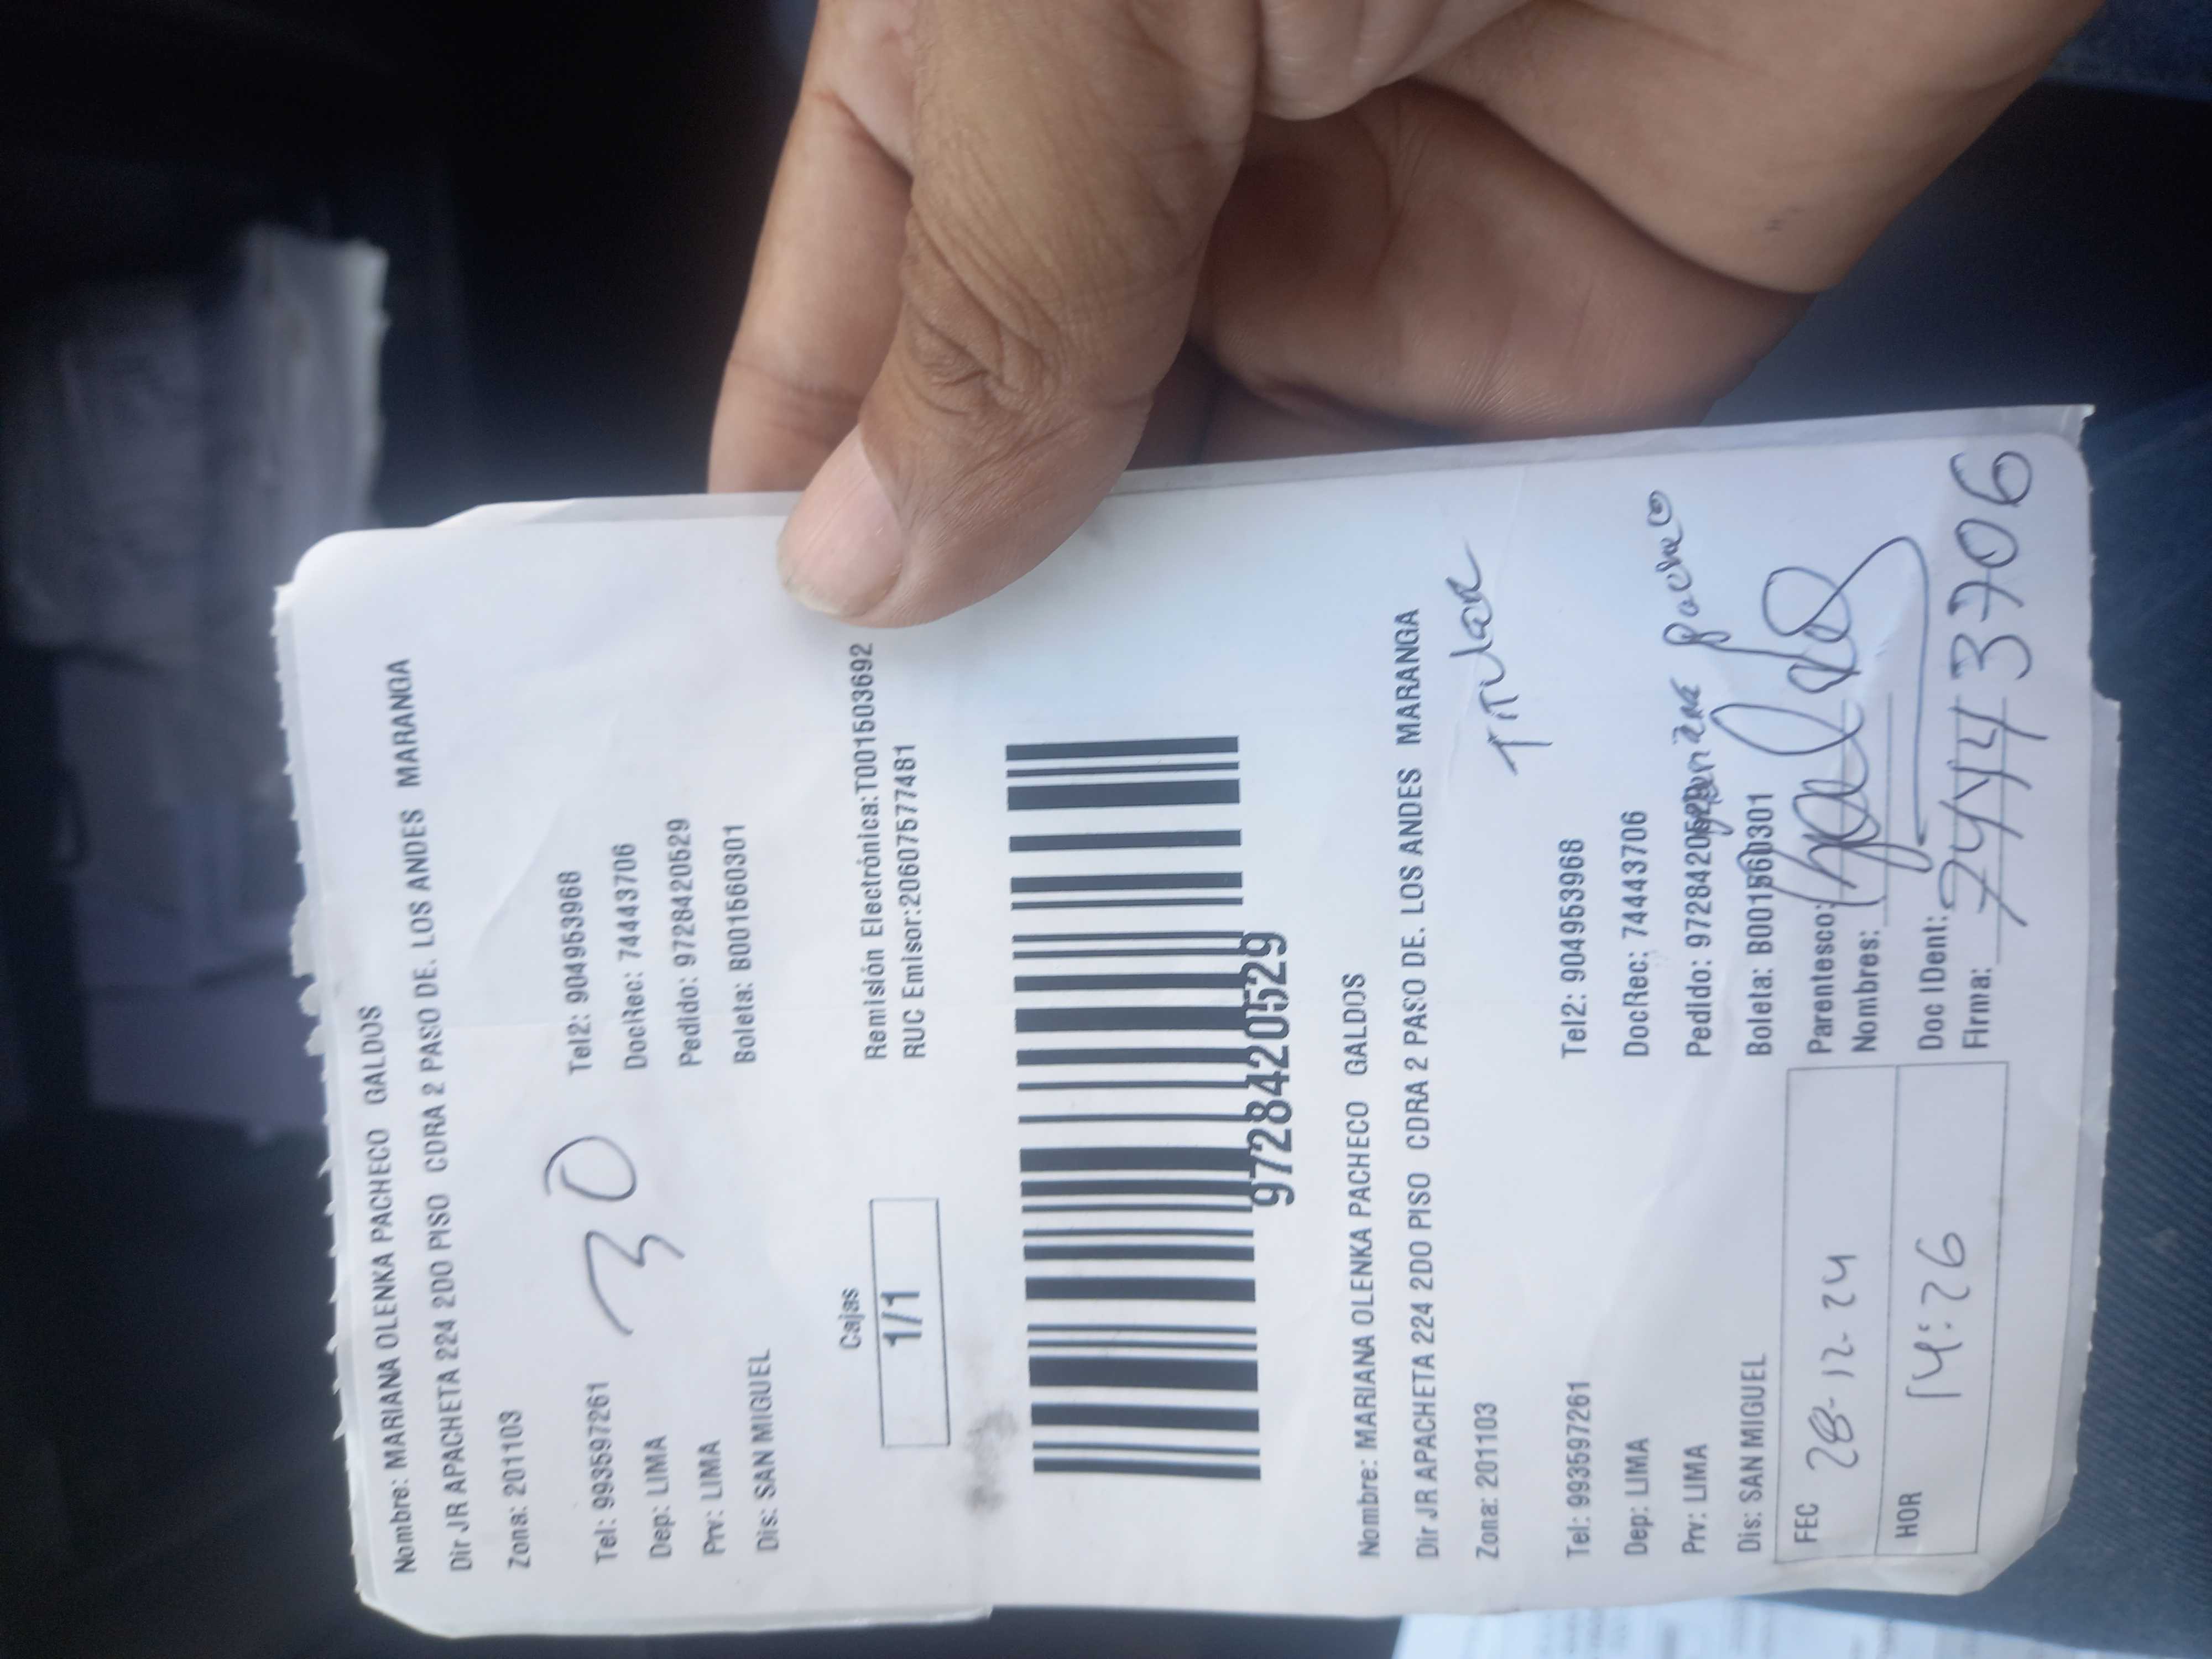 Nombre: MARIANA OLENKA PACHECO GALDOS
Dir JR APACHETA 224 2DO PISO CDRA 2 PASO DE. LOS ANDES MARANGA
Zona: 201103
30
Tel: 993597261 Tel2: 904953968
Dep: LIMA DocRec: 74443706
Prv: LIMA Pedido: 9728420529
Dis: SAN MIGUEL Boleta: B001560301
Cajas
1/1
Remisión Electrónica:T001503692
RUC Emisor:20607577481
9728420529
Nombre: MARIANA OLENKA PACHECO GALDOS
Dir JR APACHETA 224 2DO PISO CDRA 2 PASO DE. LOS ANDES MARANGA
Zona: 201103
Titular
Tel: 993597261 Tel2: 904953968
Dep: LIMA DocRec: 74443706
Prv: LIMA Pedido: 9728420529
Dis: SAN MIGUEL Boleta: B001560301
FEC 28-12-24
HOR 14:26
Parentesco:
Nombres:
Doc IDent: 74443706
Firma: